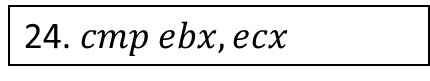 24. cmp ebx, ecx